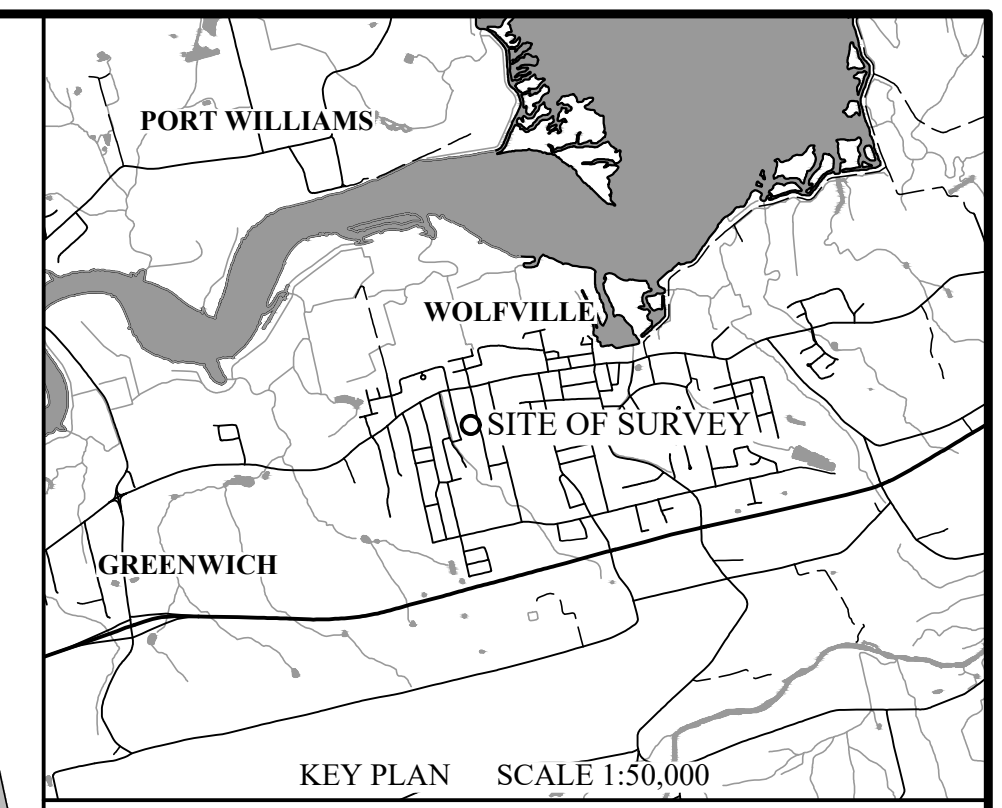 PORT WILLIAMS
WOLFVILLE
SITE OF SURVEY
GREENWICH
KEY PLAN SCALE 1:50,000